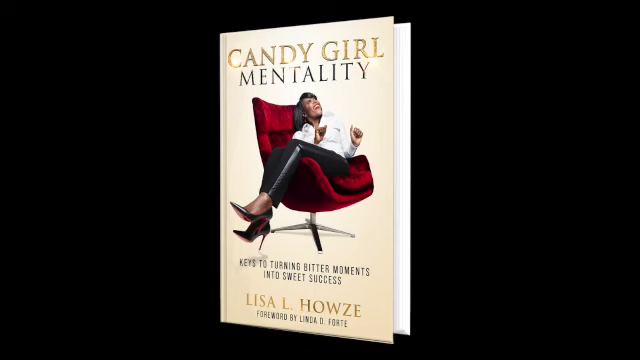 CANDY GIRL
MENTALITY
KEYS TO TURNING BITTER MOMENTS
INTO SWEET SUCCESS
LISA L. HOWZE
FOREWORD BY LINDA D. FORTE